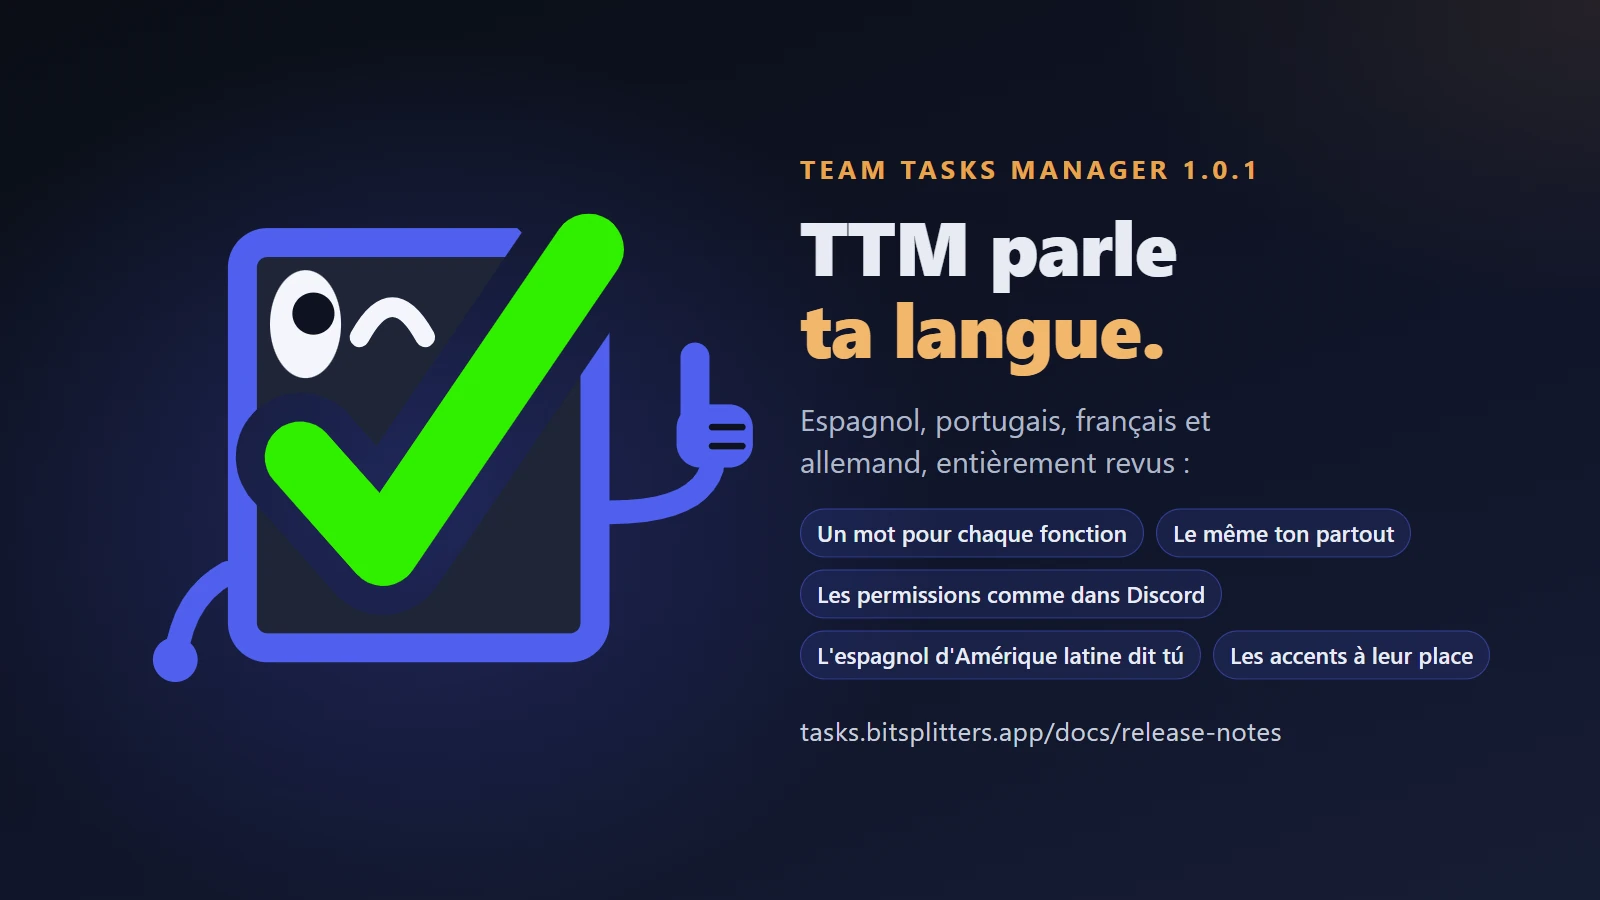 TEAM TASKS MANAGER 1.0.1
TTM parle
ta langue.
Espagnol, portugais, français et
allemand, entièrement revus :
Un mot pour chaque fonction
Le même ton partout
Les permissions comme dans Discord
L'espagnol d'Amérique latine dit tú
Les accents à leur place
tasks.bitsplitters.app/docs/release-notes